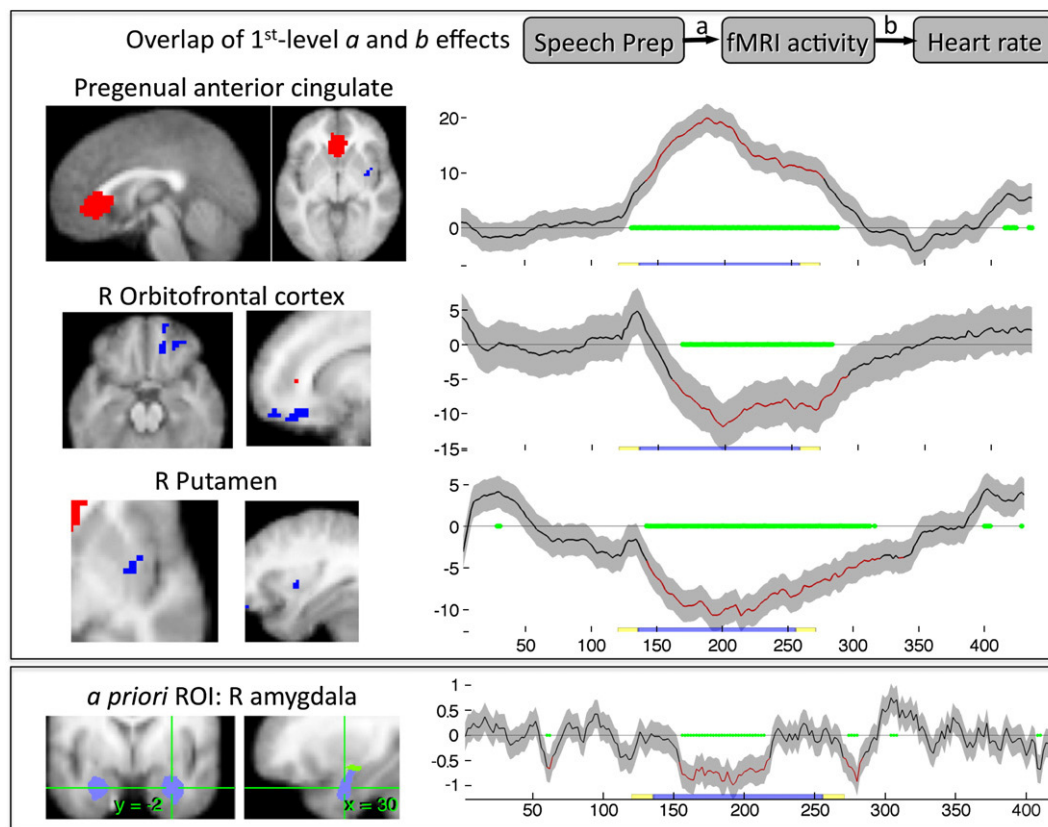 Overlap of 1st-level a and b effects
Speech Prep
a
fMRI activity
b
Heart rate
Pregenual anterior cingulate
20
10
0
R Orbitofrontal cortex
5
0
-5
-10
-15
R Putamen
5
0
-5
-10
50 100 150 200 250 300 350 400
a priori ROI: R amygdala
y = -2
x = 30
1
0.5
0
-0.5
-1
50 100 150 200 250 300 350 400